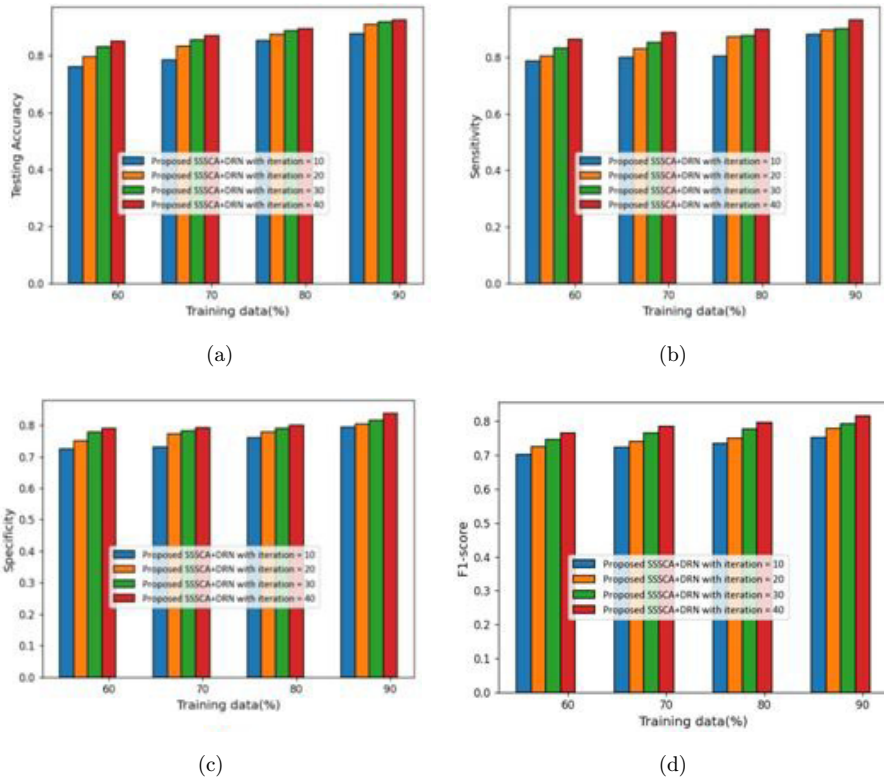 0.8
0.6
0.4
0.2
0.0
Testing Accuracy
Proposed SSSCA+DRN with iteration = 10
Proposed SSSCA+DRN with iteration = 20
Proposed SSSCA+DRN with iteration = 30
Proposed SSSCA+DRN with iteration = 40
60 70 80 90
Training data(%)
(a)
0.8
0.6
0.4
0.2
0.0
Sensitivity
Proposed SSSCA+DRN with iteration = 10
Proposed SSSCA+DRN with iteration = 20
Proposed SSSCA+DRN with iteration = 30
Proposed SSSCA+DRN with iteration = 40
60 70 80 90
Training data(%)
(b)
0.8
0.7
0.6
0.5
0.4
0.3
0.2
0.1
0.0
Specificity
Proposed SSSCA+DRN with iteration = 10
Proposed SSSCA+DRN with iteration = 20
Proposed SSSCA+DRN with iteration = 30
Proposed SSSCA+DRN with iteration = 40
60 70 80 90
Training data(%)
(c)
0.8
0.7
0.6
0.5
0.4
0.3
0.2
0.1
0.0
F1-score
Proposed SSSCA+DRN with iteration = 10
Proposed SSSCA+DRN with iteration = 20
Proposed SSSCA+DRN with iteration = 30
Proposed SSSCA+DRN with iteration = 40
60 70 80 90
Training data(%)
(d)